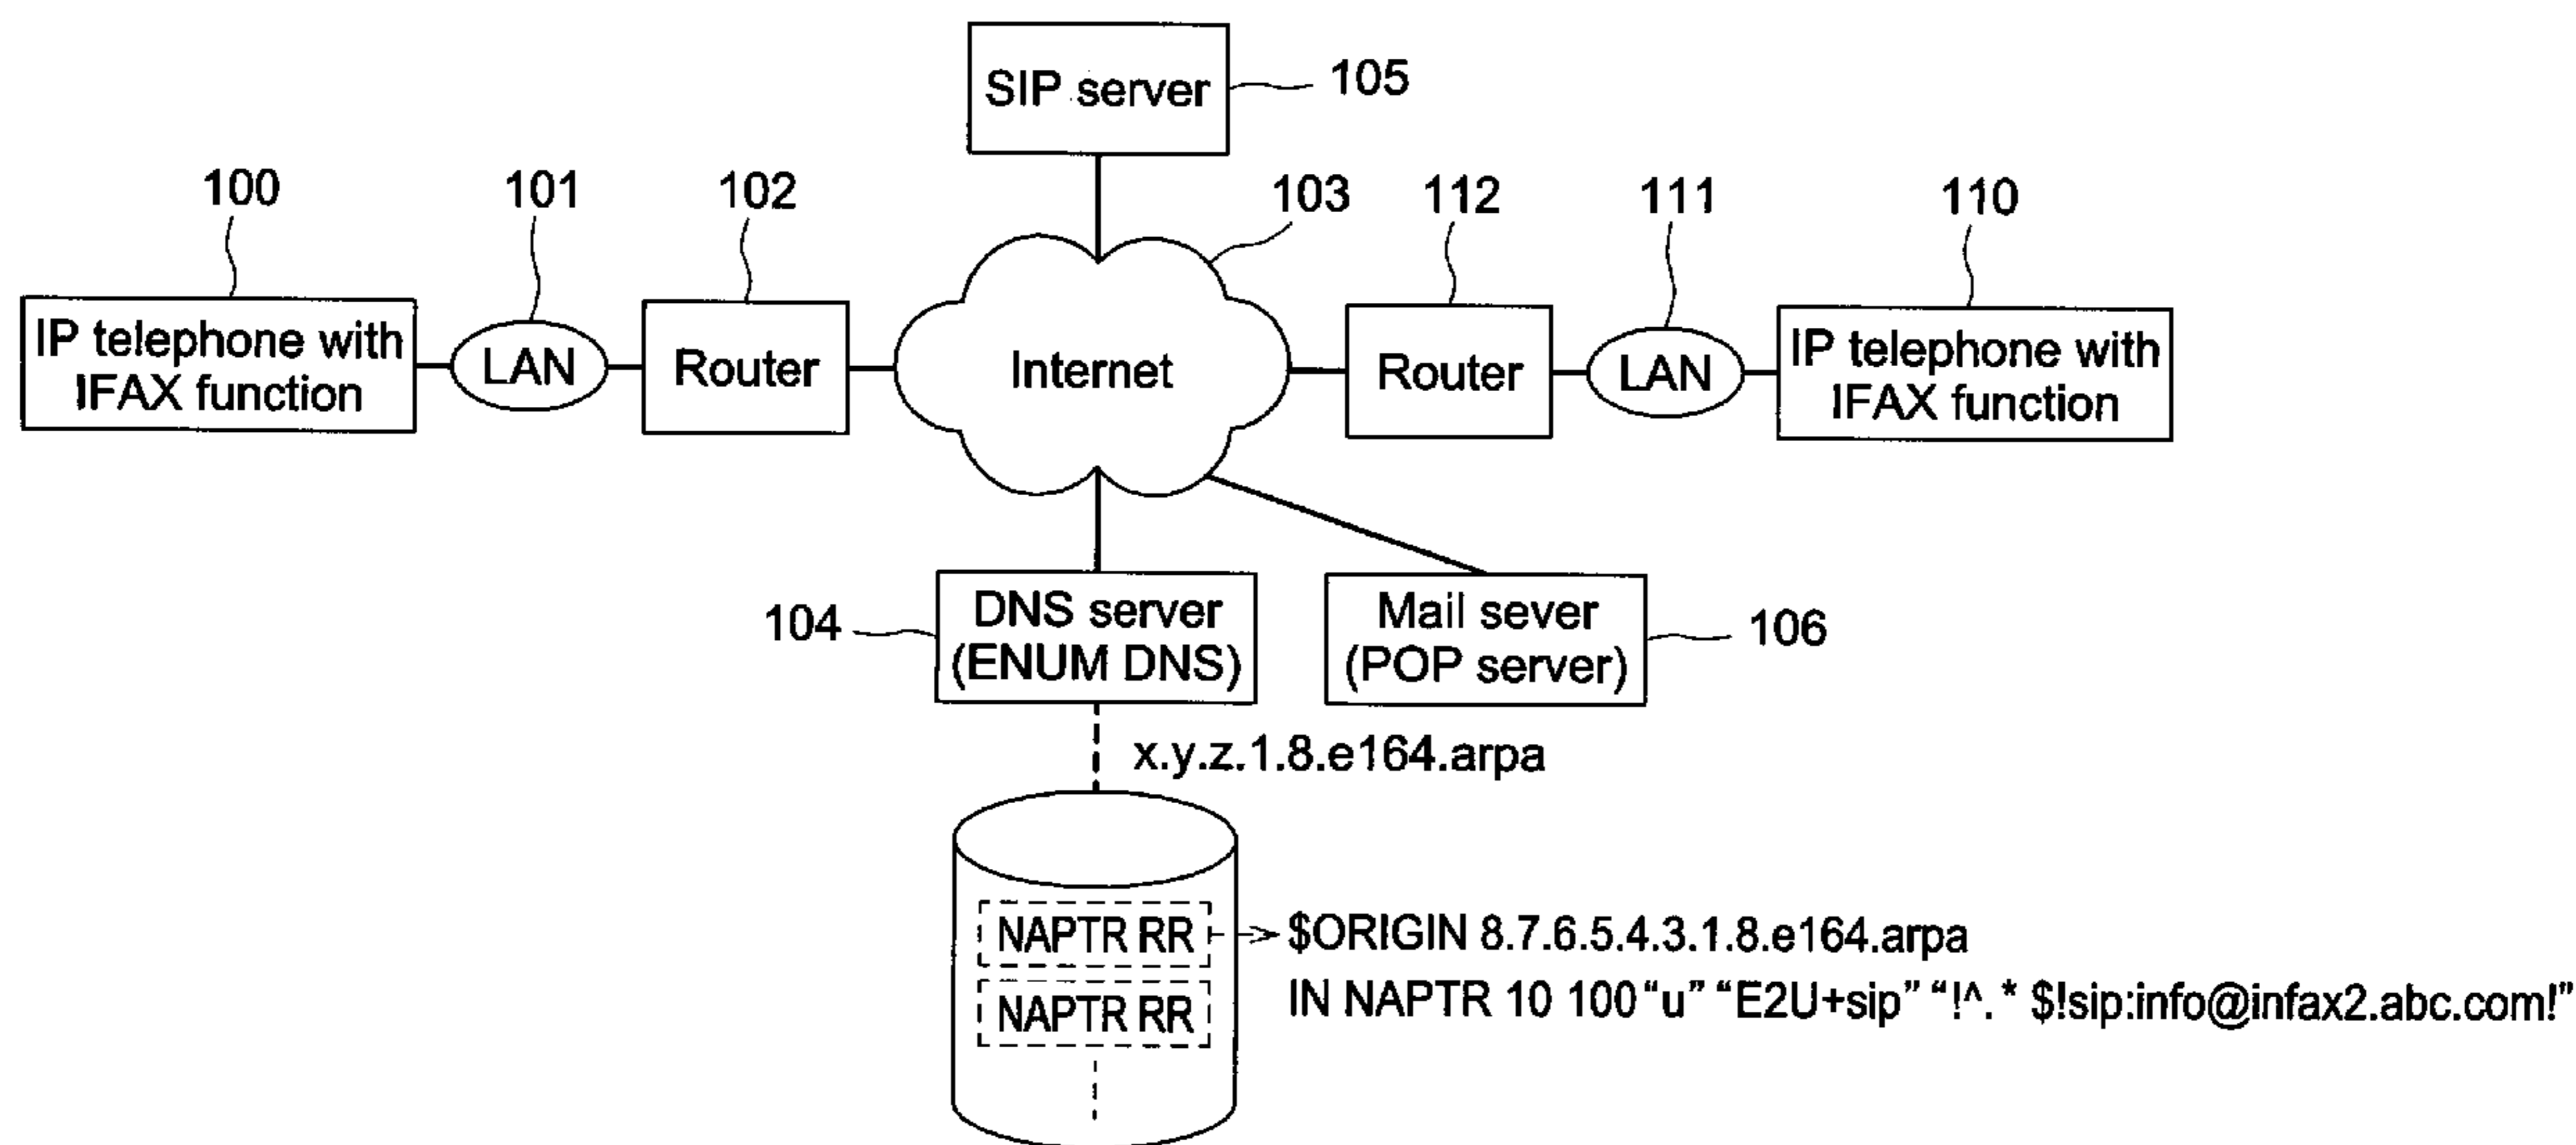 SIP server
105
100
101
102
103
112
111
110
IP telephone with
IFAX function
LAN
Router
Internet
Router
LAN
IP telephone with
IFAX function
104
DNS server
(ENUM DNS)
Mail sever
(POP server)
106
x.y.z.1.8.e164.arpa
NAPTR RR
$ORIGIN 8.7.6.5.4.3.1.8.e164.arpa
NAPTR RR
IN NAPTR 10 100 “u” “E2U+sip” “!^. * $!sip:info@infax2.abc.com!”